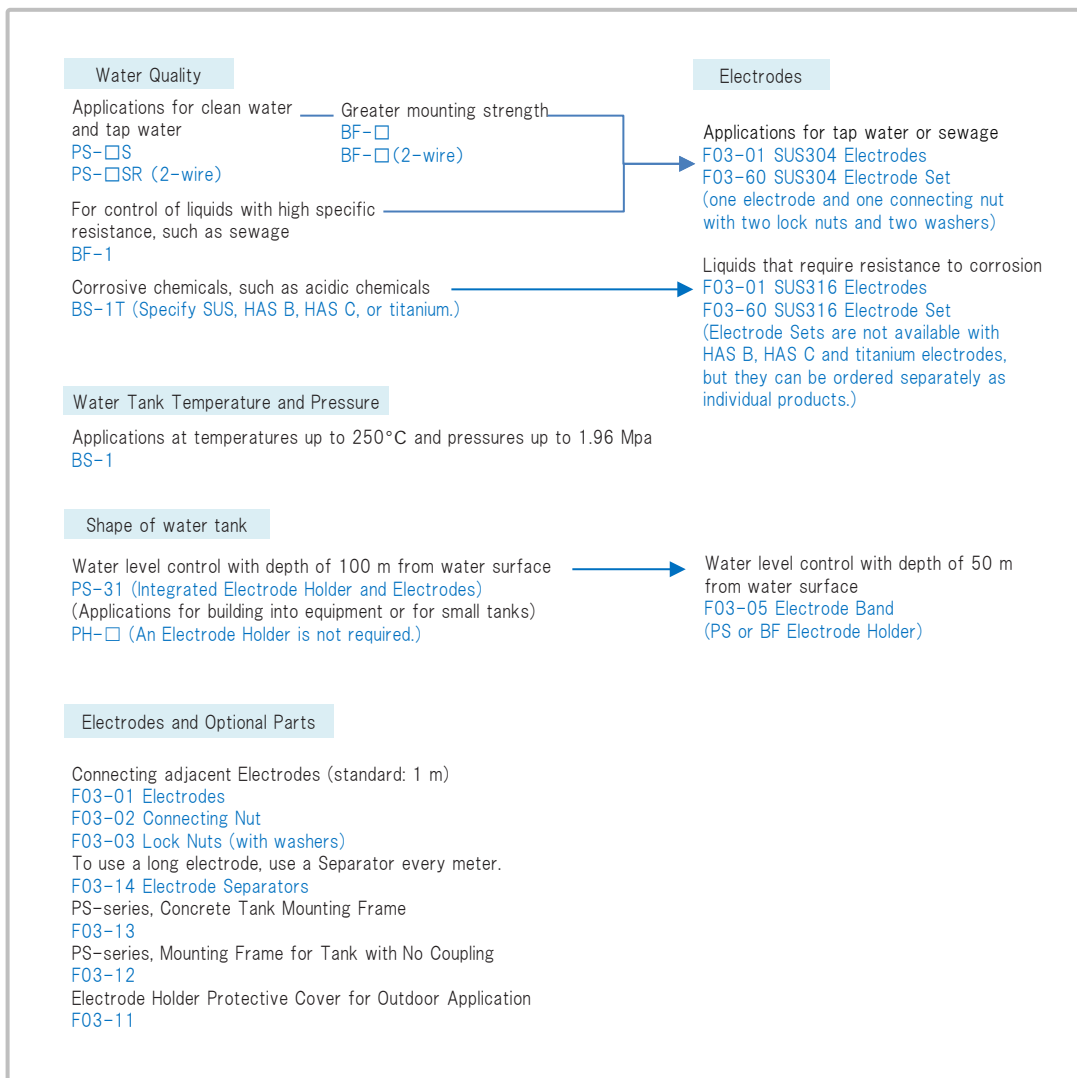 Water Quality
Applications for clean water
and tap water
PS-□S
PS-□SR (2-wire)
Greater mounting strength
BF-□
BF-□(2-wire)
For control of liquids with high specific
resistance, such as sewage
BF-1
Corrosive chemicals, such as acidic chemicals
BS-1T (Specify SUS, HAS B, HAS C, or titanium.)
Electrodes
Applications for tap water or sewage
F03-01 SUS304 Electrodes
F03-60 SUS304 Electrode Set
(one electrode and one connecting nut
with two lock nuts and two washers)
Liquids that require resistance to corrosion
F03-01 SUS316 Electrodes
F03-60 SUS316 Electrode Set
(Electrode Sets are not available with
HAS B, HAS C and titanium electrodes,
but they can be ordered separately as
individual products.)
Water Tank Temperature and Pressure
Applications at temperatures up to 250°C and pressures up to 1.96 Mpa
BS-1
Shape of water tank
Water level control with depth of 100 m from water surface
PS-31 (Integrated Electrode Holder and Electrodes)
(Applications for building into equipment or for small tanks)
PH-□ (An Electrode Holder is not required.)
Water level control with depth of 50 m
from water surface
F03-05 Electrode Band
(PS or BF Electrode Holder)
Electrodes and Optional Parts
Connecting adjacent Electrodes (standard: 1 m)
F03-01 Electrodes
F03-02 Connecting Nut
F03-03 Lock Nuts (with washers)
To use a long electrode, use a Separator every meter.
F03-14 Electrode Separators
PS-series, Concrete Tank Mounting Frame
F03-13
PS-series, Mounting Frame for Tank with No Coupling
F03-12
Electrode Holder Protective Cover for Outdoor Application
F03-11